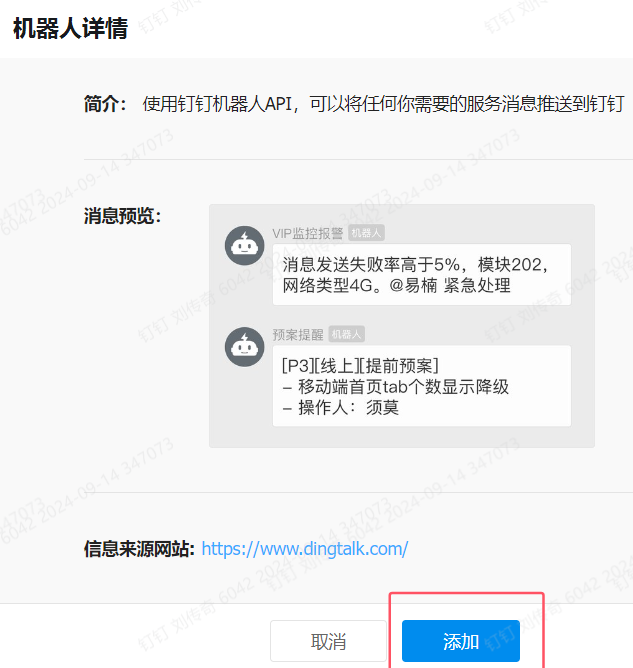 机器人详情
简介： 使用钉钉机器人API，可以将任何你需要的服务消息推送到钉钉
消息预览：
VIP监控报警 机器人
消息发送失败率高于5%，模块202，
网络类型4G。@易楠 紧急处理
预案提醒 机器人
[P3][线上][提前预案]
- 移动端首页tab个数显示降级
- 操作人：须莫
信息来源网站: https://www.dingtalk.com/
取消
添加
钉钉 刘传奇 6042 2024-09-14 347073